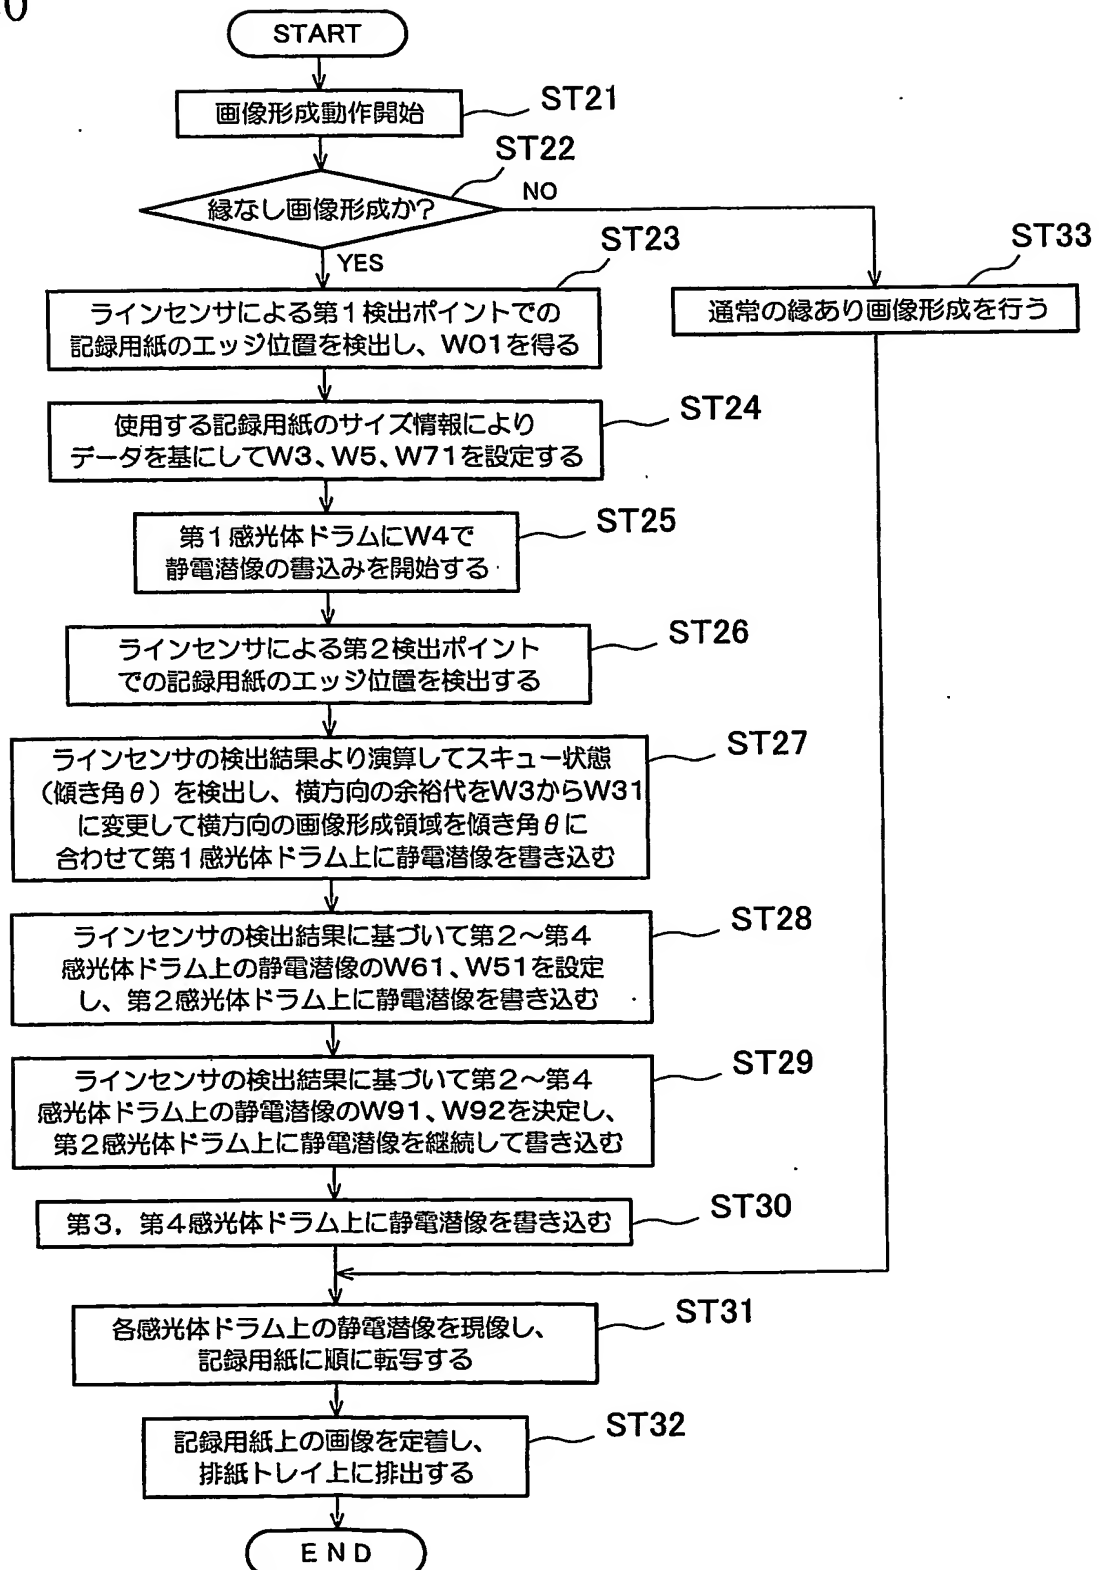 0
START
画像形成動作開始
ST21
ST22
縁なし画像形成か?
NO
YES
ST23
ST33
ラインセンサによる第1検出ポイントでの
記録用紙のエッジ位置を検出し、W01を得る
通常の縁あり画像形成を行う
ST24
使用する記録用紙のサイズ情報により
データを基にしてW3、W5、W71を設定する
ST25
第1感光体ドラムにW4で
静電潜像の書込みを開始する
ST26
ラインセンサによる第2検出ポイント
での記録用紙のエッジ位置を検出する
ST27
ラインセンサの検出結果より演算してスキュー状態
(傾き角θ)を検出し、横方向の余裕代をW3からW31
に変更して横方向の画像形成領域を傾き角θに
合わせて第1感光体ドラム上に静電潜像を書き込む
ST28
ラインセンサの検出結果に基づいて第2~第4
感光体ドラム上の静電潜像のW61、W51を設定
し、第2感光体ドラム上に静電潜像を書き込む
ST29
ラインセンサの検出結果に基づいて第2~第4
感光体ドラム上の静電潜像のW91、W92を決定し、
第2感光体ドラム上に静電潜像を継続して書き込む
ST30
第3,第4感光体ドラム上に静電潜像を書き込む
ST31
各感光体ドラム上の静電潜像を現像し、
記録用紙に順に転写する
ST32
記録用紙上の画像を定着し、
排紙トレイ上に排出する
END